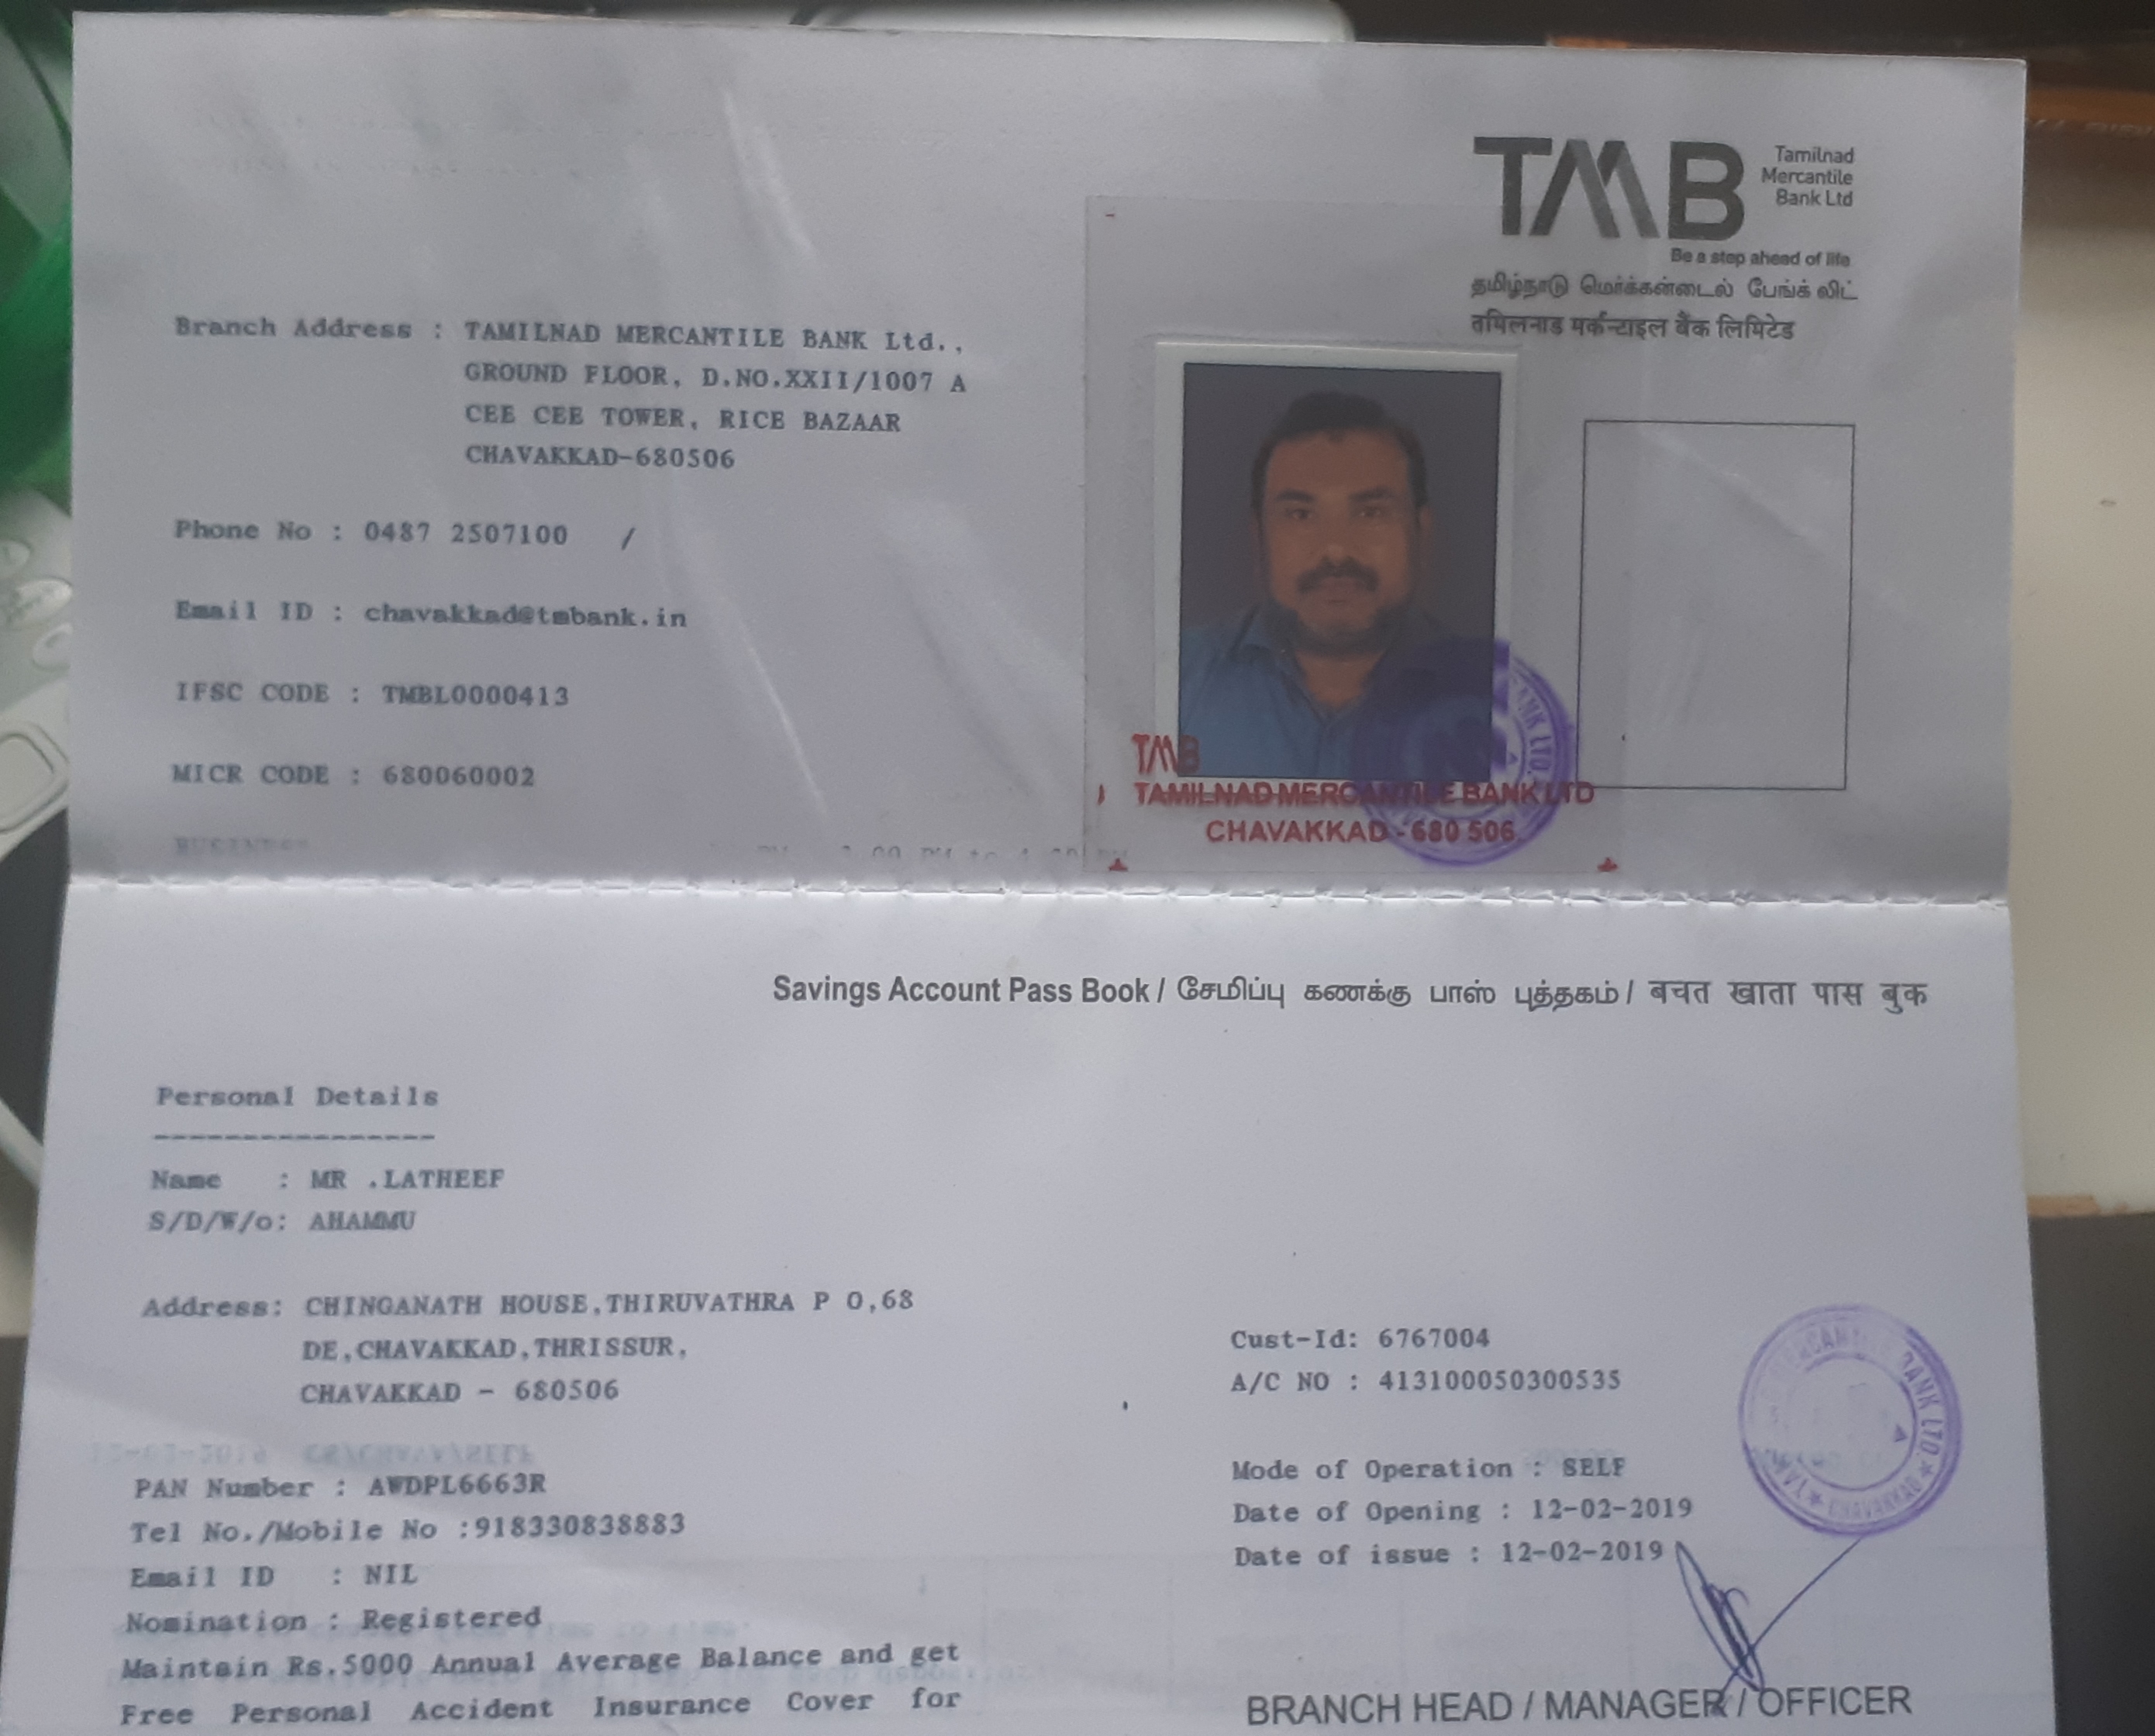 TMB
Tamilnad
Mercantile
Bank Ltd
Be a step ahead of life
தமிழ்நாடு மெர்க்கன்டைல் பேங்க் லிட்
तमिलनाड मर्कन्टाइल बैंक लिमिटेड
Branch Address : TAMILNAD MERCANTILE BANK Ltd.,
GROUND FLOOR, D.NO.XXII/1007 A
CEE CEE TOWER, RICE BAZAAR
CHAVAKKAD-680506
Phone No : 0487 2507100 /
Email ID : chavakkad@tmbank.in
IFSC CODE : TMBL0000413
MICR CODE : 680060002
BUSINESS
TMB
TAMILNAD MERCANTILE BANK LTD
CHAVAKKAD - 680 506
BANK LTD.
Savings Account Pass Book / சேமிப்பு கணக்கு பாஸ் புத்தகம் / बचत खाता पास बुक
Personal Details
----------------
Name : MR .LATHEEF
S/D/W/o: AHAMMU
Address: CHINGANATH HOUSE,THIRUVATHRA P O,68
DE,CHAVAKKAD,THRISSUR,
CHAVAKKAD - 680506
PAN Number : AWDPL6663R
Tel No./Mobile No :918330838883
Email ID : NIL
Nomination : Registered
Maintain Rs.5000 Annual Average Balance and get
Free Personal Accident Insurance Cover for
Cust-Id: 6767004
A/C NO : 413100050300535
Mode of Operation : SELF
Date of Opening : 12-02-2019
Date of issue : 12-02-2019
MERCANTILE BANK LTD.
CHAVAKKAD
BRANCH HEAD / MANAGER / OFFICER